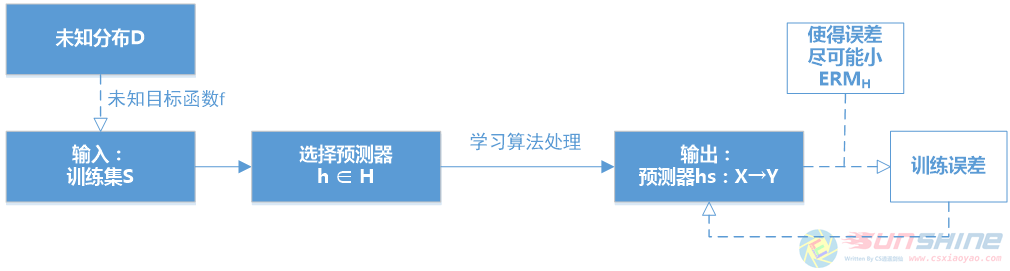 未知分布D
使得误差
尽可能小
ERMH
未知目标函数f
输入：
训练集S
选择预测器
h ∈ H
学习算法处理
输出：
预测器hs：X→Y
训练误差
SUNSHINE
Written By CS逍遥剑仙
www.csxiaoyao.com